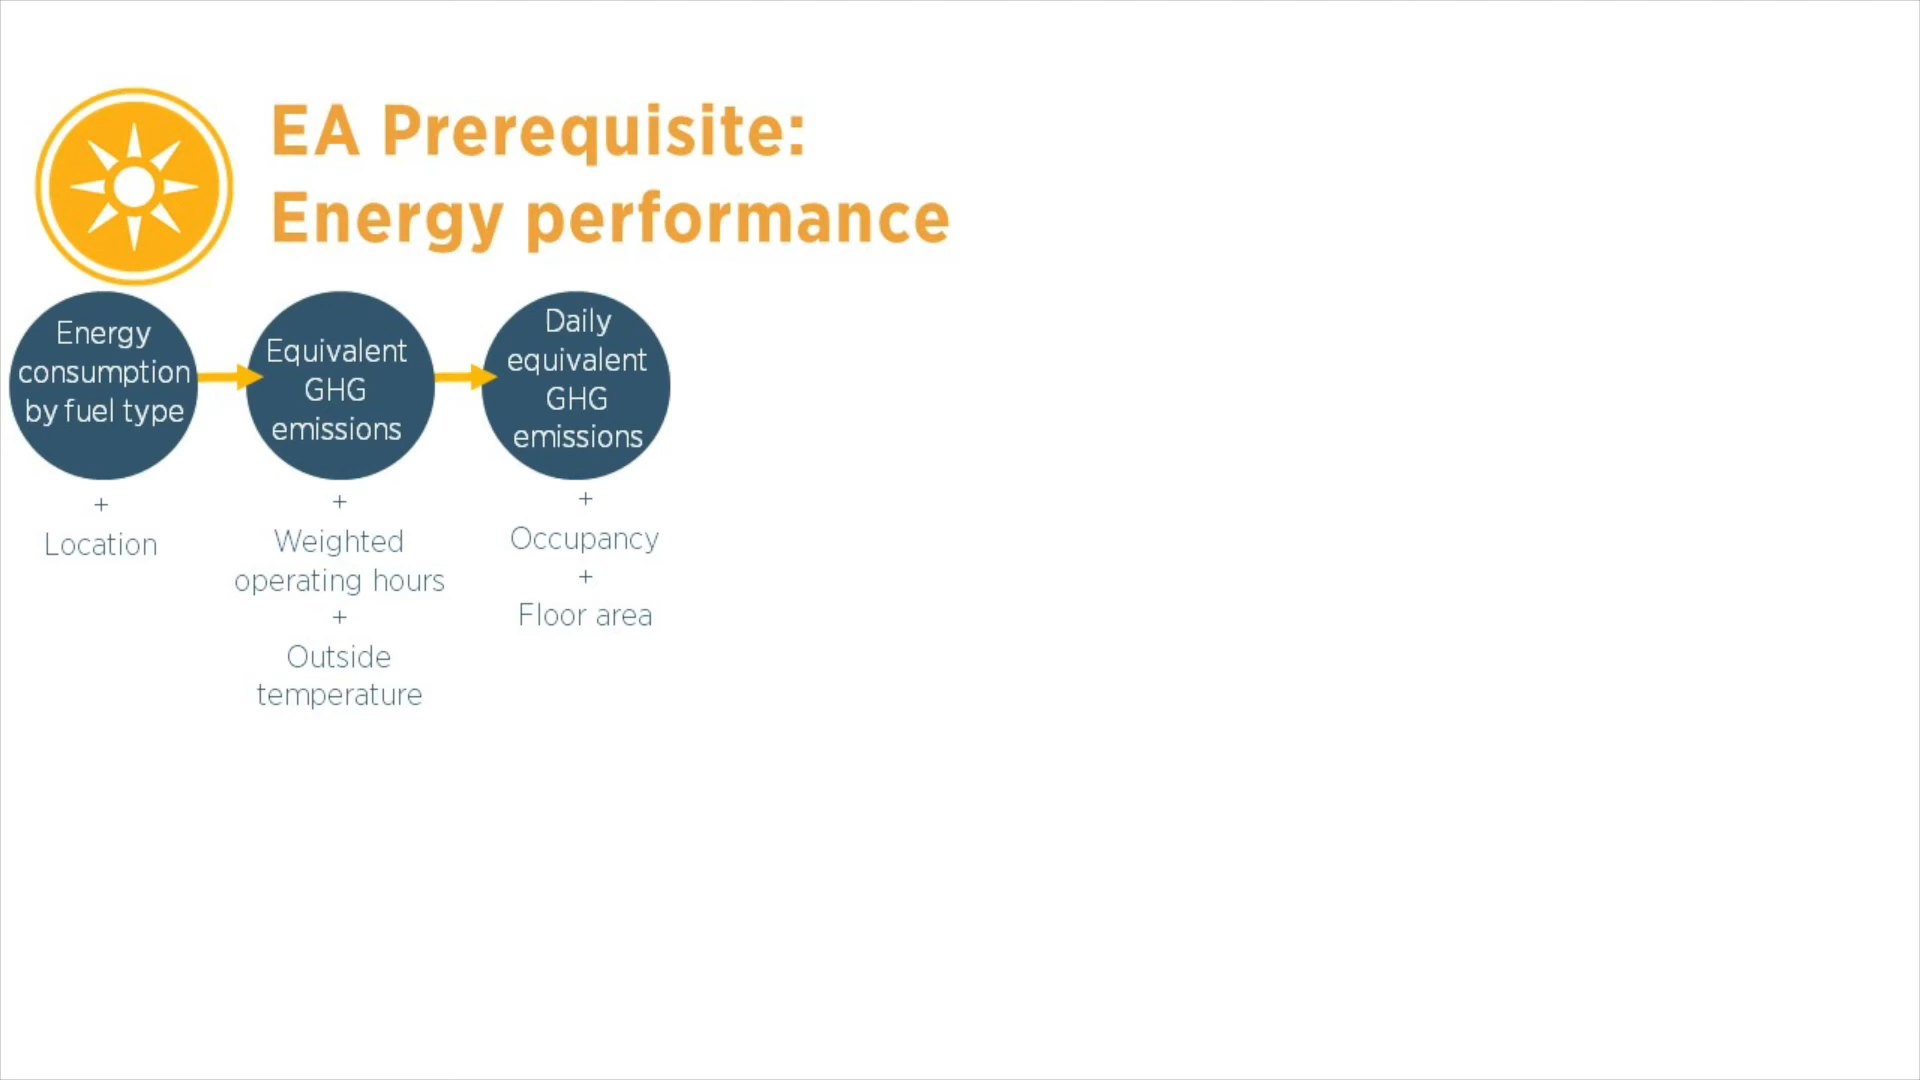 EA Prerequisite:
Energy performance
Energy
consumption
by fuel type
+
Location
Equivalent
GHG
emissions
+
Weighted
operating hours
+
Outside
temperature
Daily
equivalent
GHG
emissions
+
Occupancy
+
Floor area